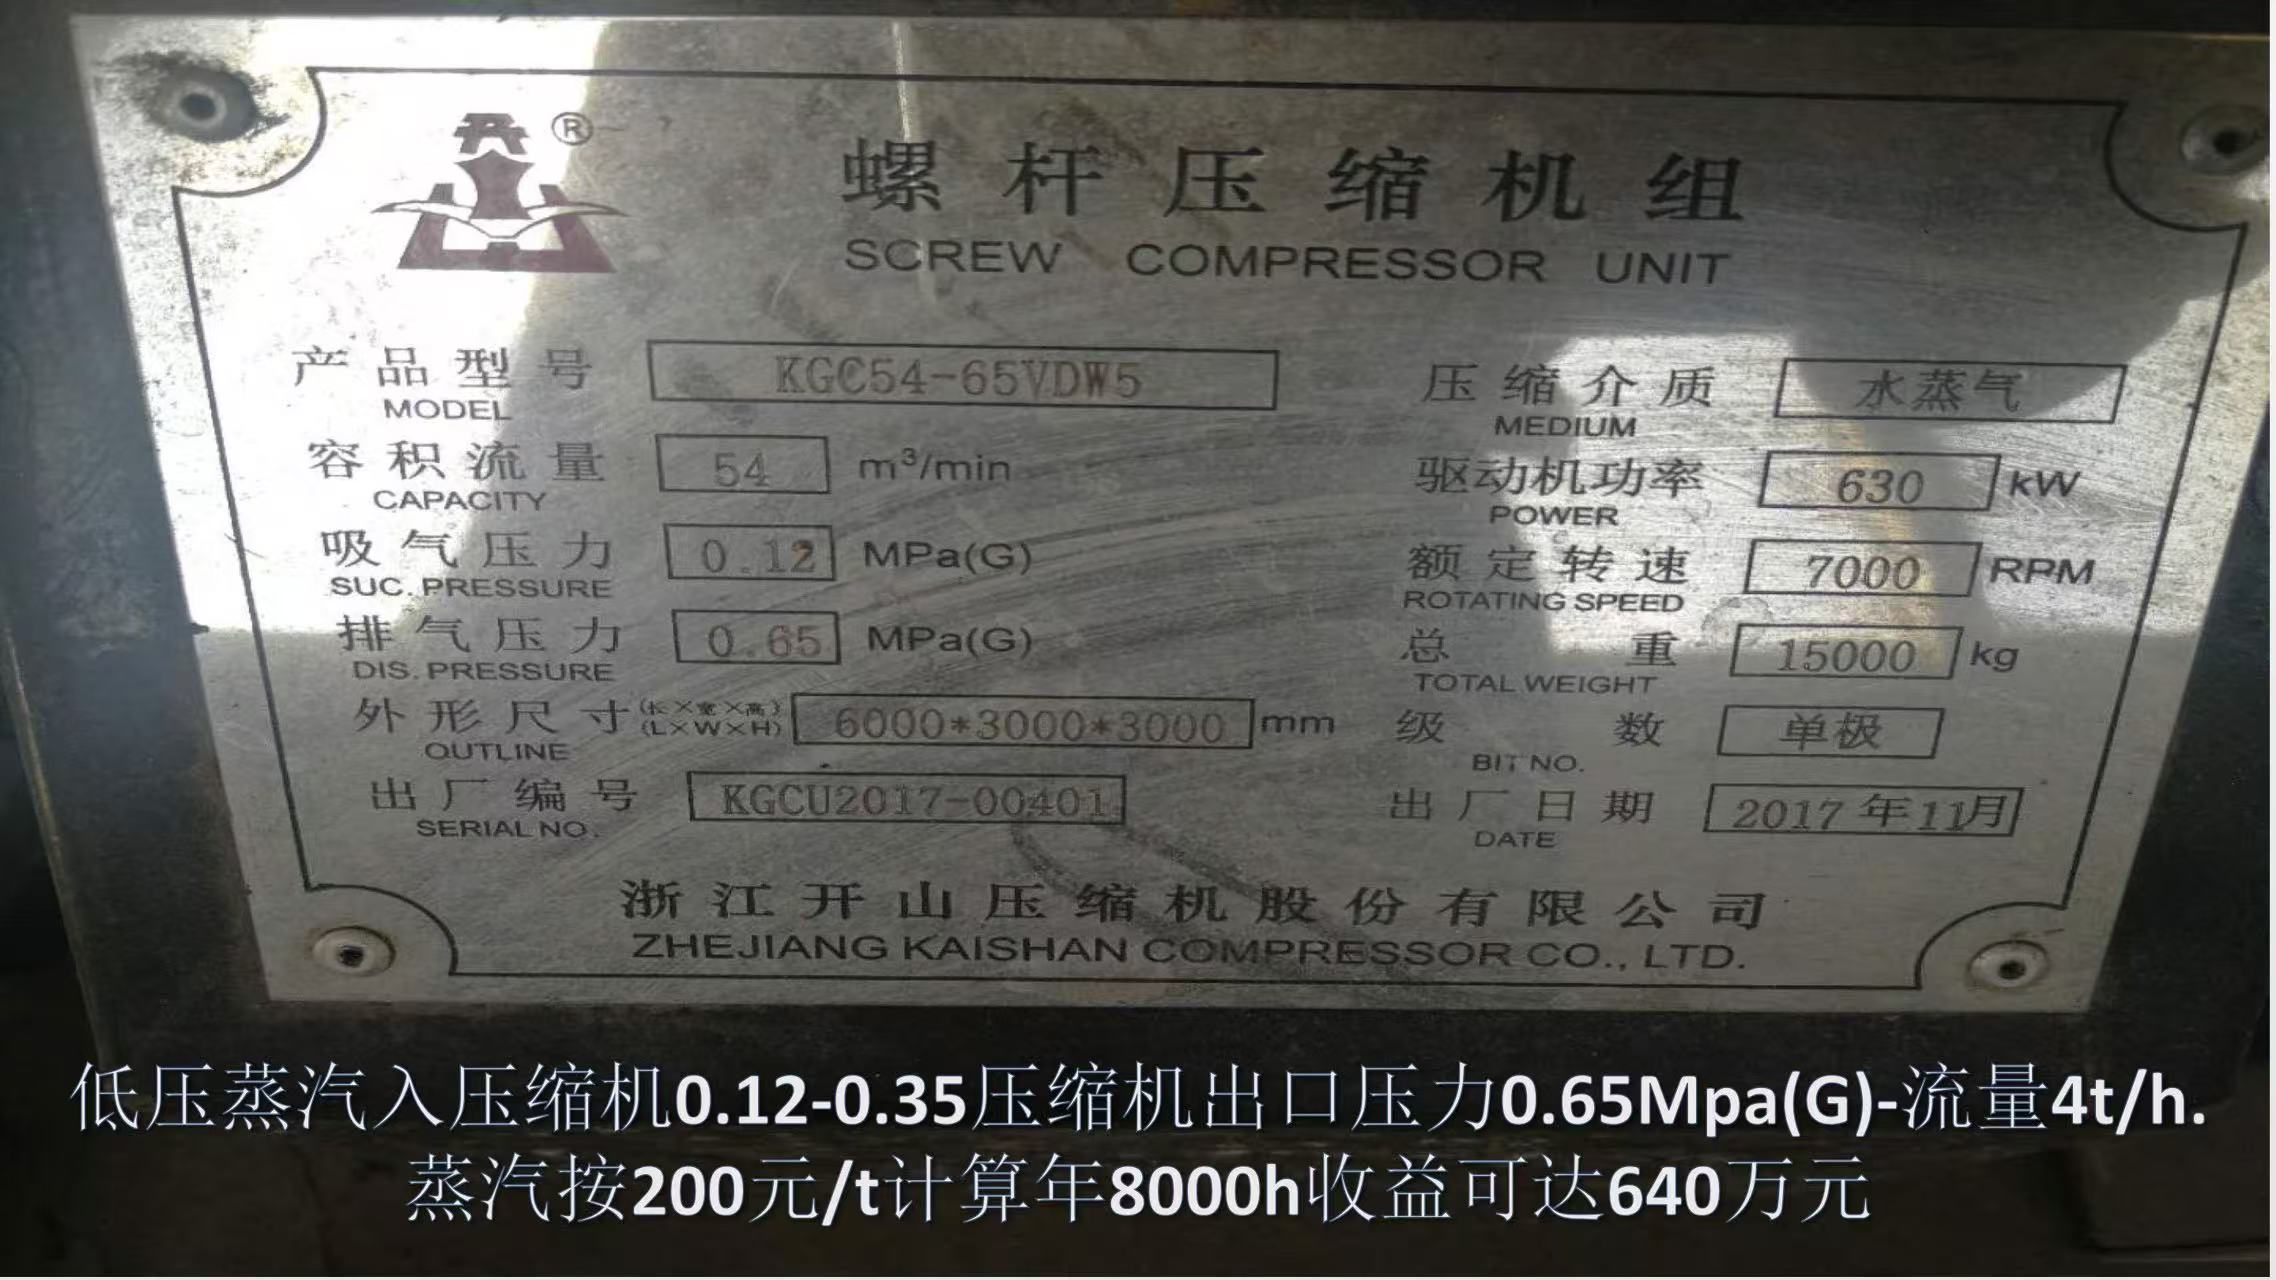 开山®
螺杆压缩机组
SCREW COMPRESSOR UNIT
产品型号 KGC54-65VDW5
MODEL
容积流量 54 m³/min
CAPACITY
吸气压力 0.12 MPa(G)
SUC. PRESSURE
排气压力 0.65 MPa(G)
DIS. PRESSURE
外形尺寸(长×宽×高) 6000*3000*3000 mm
OUTLINE (L×W×H)
出厂编号 KGCU2017-00401
SERIAL NO.
压缩介质 水蒸气
MEDIUM
驱动机功率 630 kW
POWER
额定转速 7000 RPM
ROTATING SPEED
总重 15000 kg
TOTAL WEIGHT
级数 单极
BIT NO.
出厂日期 2017年11月
DATE
浙江开山压缩机股份有限公司
ZHEJIANG KAISHAN COMPRESSOR CO., LTD.
低压蒸汽入压缩机0.12-0.35压缩机出口压力0.65Mpa(G)-流量4t/h.
蒸汽按200元/t计算年8000h收益可达640万元